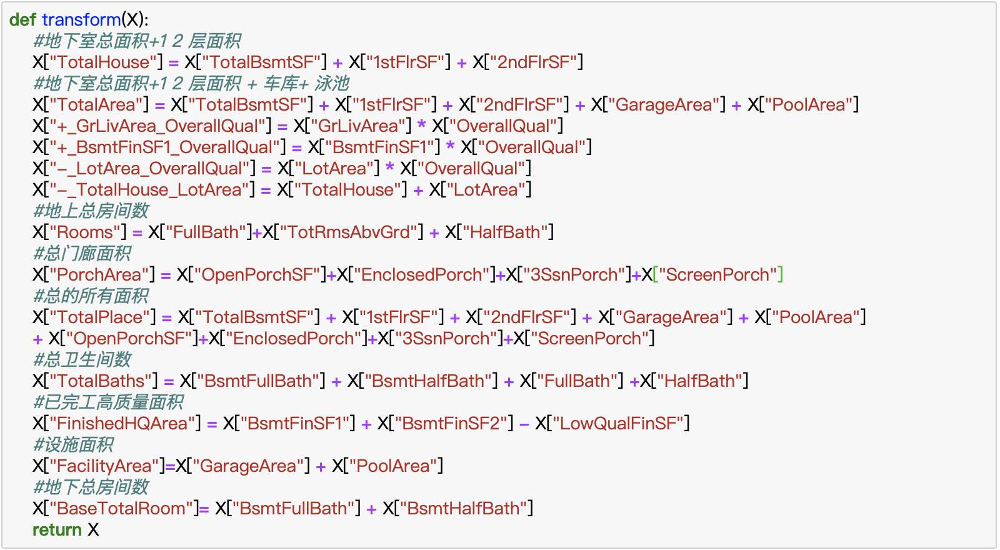 def transform(X):
#地下室总面积+1 2 层面积
X["TotalHouse"] = X["TotalBsmtSF"] + X["1stFlrSF"] + X["2ndFlrSF"]
#地下室总面积+1 2 层面积 + 车库+ 泳池
X["TotalArea"] = X["TotalBsmtSF"] + X["1stFlrSF"] + X["2ndFlrSF"] + X["GarageArea"] + X["PoolArea"]
X["+_GrLivArea_OverallQual"] = X["GrLivArea"] * X["OverallQual"]
X["+_BsmtFinSF1_OverallQual"] = X["BsmtFinSF1"] * X["OverallQual"]
X["-_LotArea_OverallQual"] = X["LotArea"] * X["OverallQual"]
X["-_TotalHouse_LotArea"] = X["TotalHouse"] + X["LotArea"]
#地上总房间数
X["Rooms"] = X["FullBath"]+X["TotRmsAbvGrd"] + X["HalfBath"]
#总门廊面积
X["PorchArea"] = X["OpenPorchSF"]+X["EnclosedPorch"]+X["3SsnPorch"]+X["ScreenPorch"]
#总的所有面积
X["TotalPlace"] = X["TotalBsmtSF"] + X["1stFlrSF"] + X["2ndFlrSF"] + X["GarageArea"] + X["PoolArea"]
+ X["OpenPorchSF"]+X["EnclosedPorch"]+X["3SsnPorch"]+X["ScreenPorch"]
#总卫生间数
X["TotalBaths"] = X["BsmtFullBath"] + X["BsmtHalfBath"] + X["FullBath"] +X["HalfBath"]
#已完工高质量面积
X["FinishedHQArea"] = X["BsmtFinSF1"] + X["BsmtFinSF2"] - X["LowQualFinSF"]
#设施面积
X["FacilityArea"]=X["GarageArea"] + X["PoolArea"]
#地下总房间数
X["BaseTotalRoom"]= X["BsmtFullBath"] + X["BsmtHalfBath"]
return X